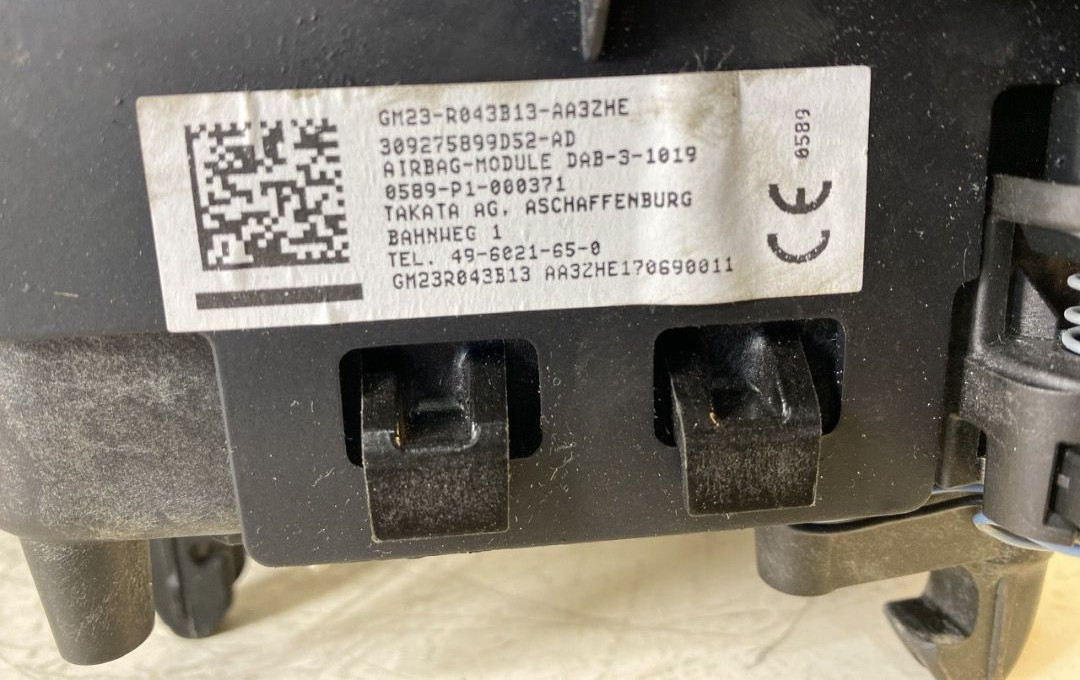 GM23-R043B13-AA3ZHE
309275899D52-AD
AIRBAG-MODULE DAB-3-1019
0589-P1-000371
TAKATA AG, ASCHAFFENBURG
BAHNWEG 1
TEL. 49-6021-65-0
GM23R043B13 AA3ZHE170690011
CE 0589